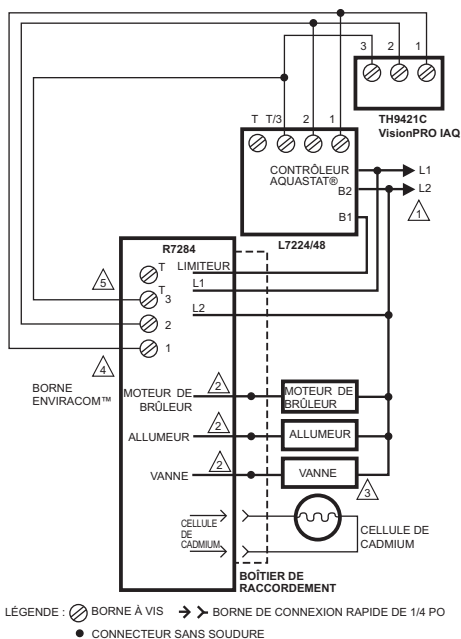 3 2 1
TH9421C
VisionPRO IAQ
T T/3 2 1
CONTRÔLEUR
AQUASTAT®
L1
B2
L2
1
B1
L7224/48
R7284
T
LIMITEUR
5
T
3
L1
L2
2
1
4
BORNE
ENVIRACOM™
MOTEUR DE
BRÛLEUR
2
MOTEUR DE
BRÛLEUR
ALLUMEUR
2
ALLUMEUR
VANNE
2
VANNE
3
CELLULE
DE
CADMIUM
CELLULE DE
CADMIUM
BOÎTIER DE
RACCORDEMENT
LÉGENDE : BORNE À VIS BORNE DE CONNEXION RAPIDE DE 1/4 PO
CONNECTEUR SANS SOUDURE